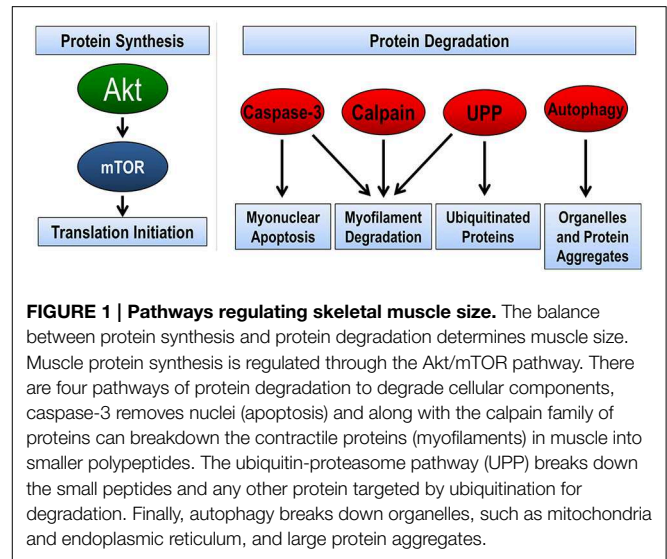 Protein Synthesis
Protein Degradation
Akt
mTOR
Translation Initiation
Caspase-3
Calpain
UPP
Autophagy
Myonuclear
Apoptosis
Myofilament
Degradation
Ubiquitinated
Proteins
Organelles
and Protein
Aggregates
FIGURE 1 | Pathways regulating skeletal muscle size. The balance
between protein synthesis and protein degradation determines muscle size.
Muscle protein synthesis is regulated through the Akt/mTOR pathway. There
are four pathways of protein degradation to degrade cellular components,
caspase-3 removes nuclei (apoptosis) and along with the calpain family of
proteins can breakdown the contractile proteins (myofilaments) in muscle into
smaller polypeptides. The ubiquitin-proteasome pathway (UPP) breaks down
the small peptides and any other protein targeted by ubiquitination for
degradation. Finally, autophagy breaks down organelles, such as mitochondria
and endoplasmic reticulum, and large protein aggregates.